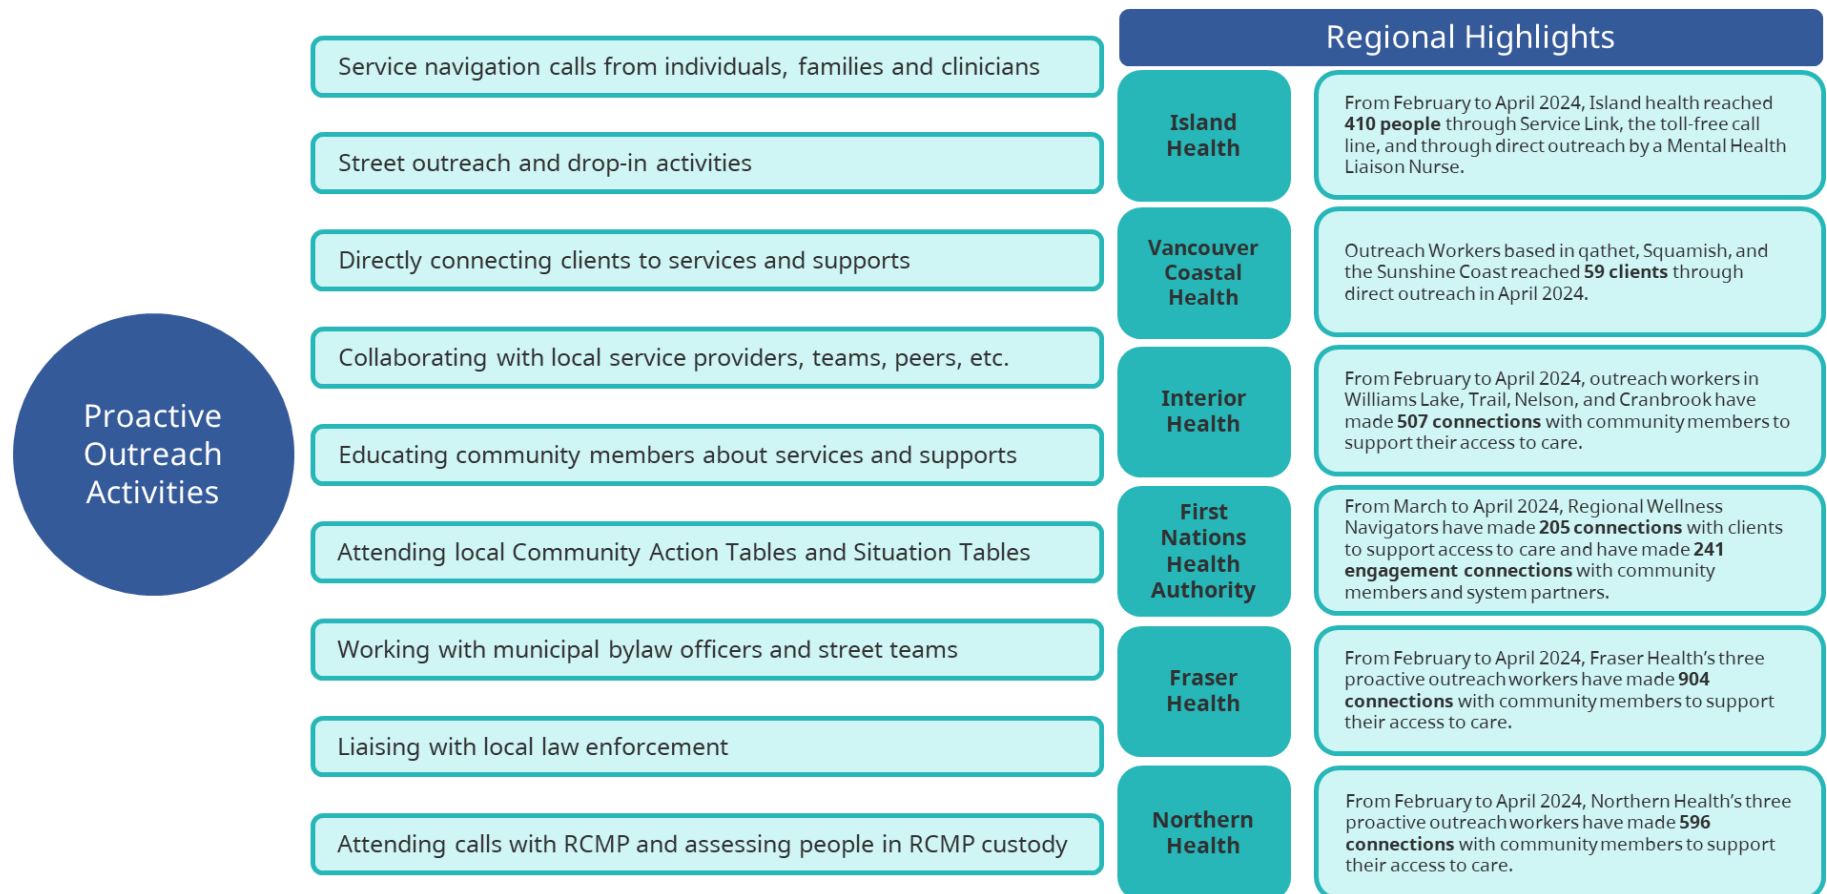 Proactive
Outreach
Activities
Service navigation calls from individuals, families and clinicians
Street outreach and drop-in activities
Directly connecting clients to services and supports
Collaborating with local service providers, teams, peers, etc.
Educating community members about services and supports
Attending local Community Action Tables and Situation Tables
Working with municipal bylaw officers and street teams
Liaising with local law enforcement
Attending calls with RCMP and assessing people in RCMP custody
Regional Highlights
Island
Health
From February to April 2024, Island health reached
410 people through Service Link, the toll-free call
line, and through direct outreach by a Mental Health
Liaison Nurse.
Vancouver
Coastal
Health
Outreach Workers based in qathet, Squamish, and
the Sunshine Coast reached 59 clients through
direct outreach in April 2024.
Interior
Health
From February to April 2024, outreach workers in
Williams Lake, Trail, Nelson, and Cranbrook have
made 507 connections with community members to
support their access to care.
First
Nations
Health
Authority
From March to April 2024, Regional Wellness
Navigators have made 205 connections with clients
to support access to care and have made 241
engagement connections with community
members and system partners.
Fraser
Health
From February to April 2024, Fraser Health’s three
proactive outreach workers have made 904
connections with community members to support
their access to care.
Northern
Health
From February to April 2024, Northern Health’s three
proactive outreach workers have made 596
connections with community members to support
their access to care.